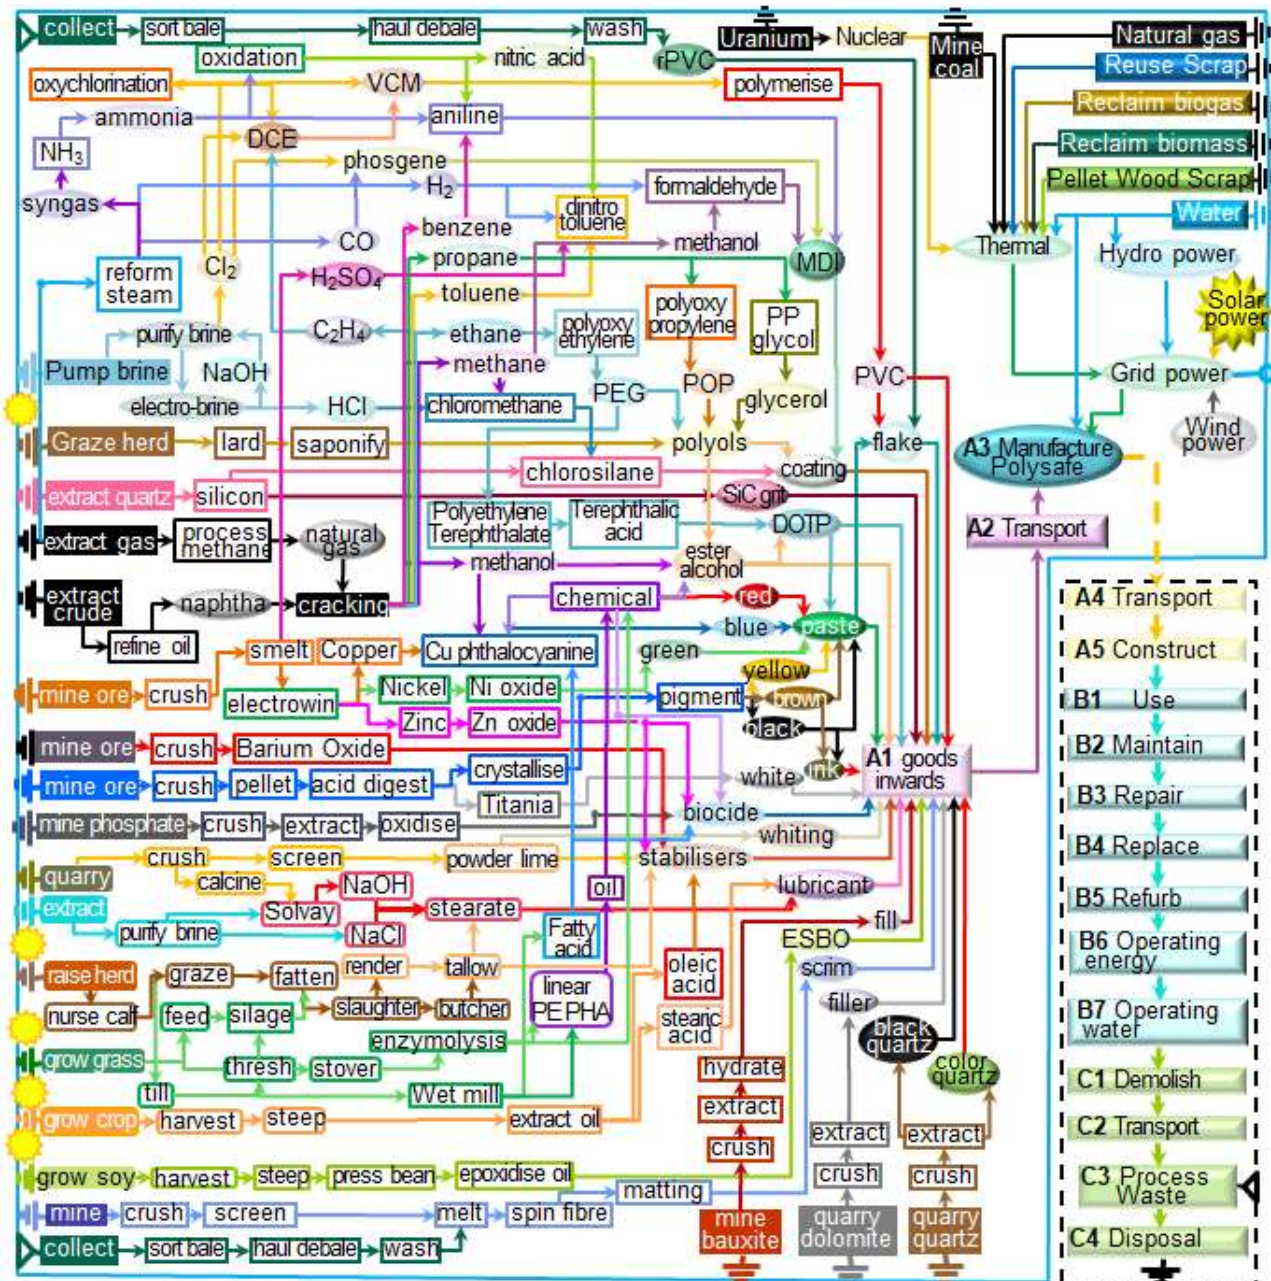 collect
sort bale
haul debale
wash
Uranium
Nuclear
Mine
coal
Natural gas
oxidation
nitric acid
rPVC
Reuse Scrap
oxychlorination
VCM
polymerise
Reclaim biogas
ammonia
aniline
DCE
Reclaim biomass
NH₃
phosgene
Pellet Wood Scrap
H₂
formaldehyde
syngas
dinitro
toluene
Water
benzene
methanol
CO
Thermal
Hydro power
reform
steam
Cl₂
propane
MDI
H₂SO₄
toluene
polyoxy
propylene
PP
glycol
Solar
power
purify brine
C₂H₄
ethane
polyoxy
ethylene
Pump brine
NaOH
methane
PEG
POP
PVC
Grid power
electro-brine
HCl
chloromethane
glycerol
Graze herd
lard
saponify
polyols
flake
Wind
power
A3 Manufacture
Polysafe
extract quartz
silicon
chlorosilane
coating
SiC grit
Polyethylene
Terephthalate
Terephthalic
acid
DOTP
A2 Transport
extract gas
process
methane
natural
gas
methanol
ester
alcohol
extract
crude
naphtha
cracking
chemical
red
A4 Transport
refine oil
blue
paste
smelt
Copper
Cu phthalocyanine
green
A5 Construct
yellow
mine ore
crush
electrowin
Nickel
Ni oxide
pigment
brown
B1 Use
Zinc
Zn oxide
black
B2 Maintain
mine ore
crush
Barium Oxide
A1 goods
inwards
ink
white
mine ore
crush
pellet
acid digest
crystallise
Titania
B3 Repair
mine phosphate
crush
extract
oxidise
biocide
whiting
B4 Replace
quarry
crush
screen
powder lime
stabilisers
calcine
NaOH
oil
lubricant
B5 Refurb
extract
Solvay
stearate
fill
purify brine
NaCl
Fatty
acid
ESBO
B6 Operating
energy
raise herd
graze
fatten
render
tallow
linear
PE PHA
oleic
acid
scrim
nurse calf
feed
silage
slaughter
butcher
filler
B7 Operating
water
stearic
acid
black
quartz
grow grass
thresh
stover
enzymolysis
hydrate
color
quartz
C1 Demolish
till
Wet mill
extract
grow crop
harvest
steep
extract oil
crush
extract
extract
C2 Transport
grow soy
harvest
steep
press bean
epoxidise oil
crush
crush
C3 Process
Waste
matting
mine
crush
screen
melt
spin fibre
mine
bauxite
quarry
dolomite
quarry
quartz
C4 Disposal
collect
sort bale
haul debale
wash